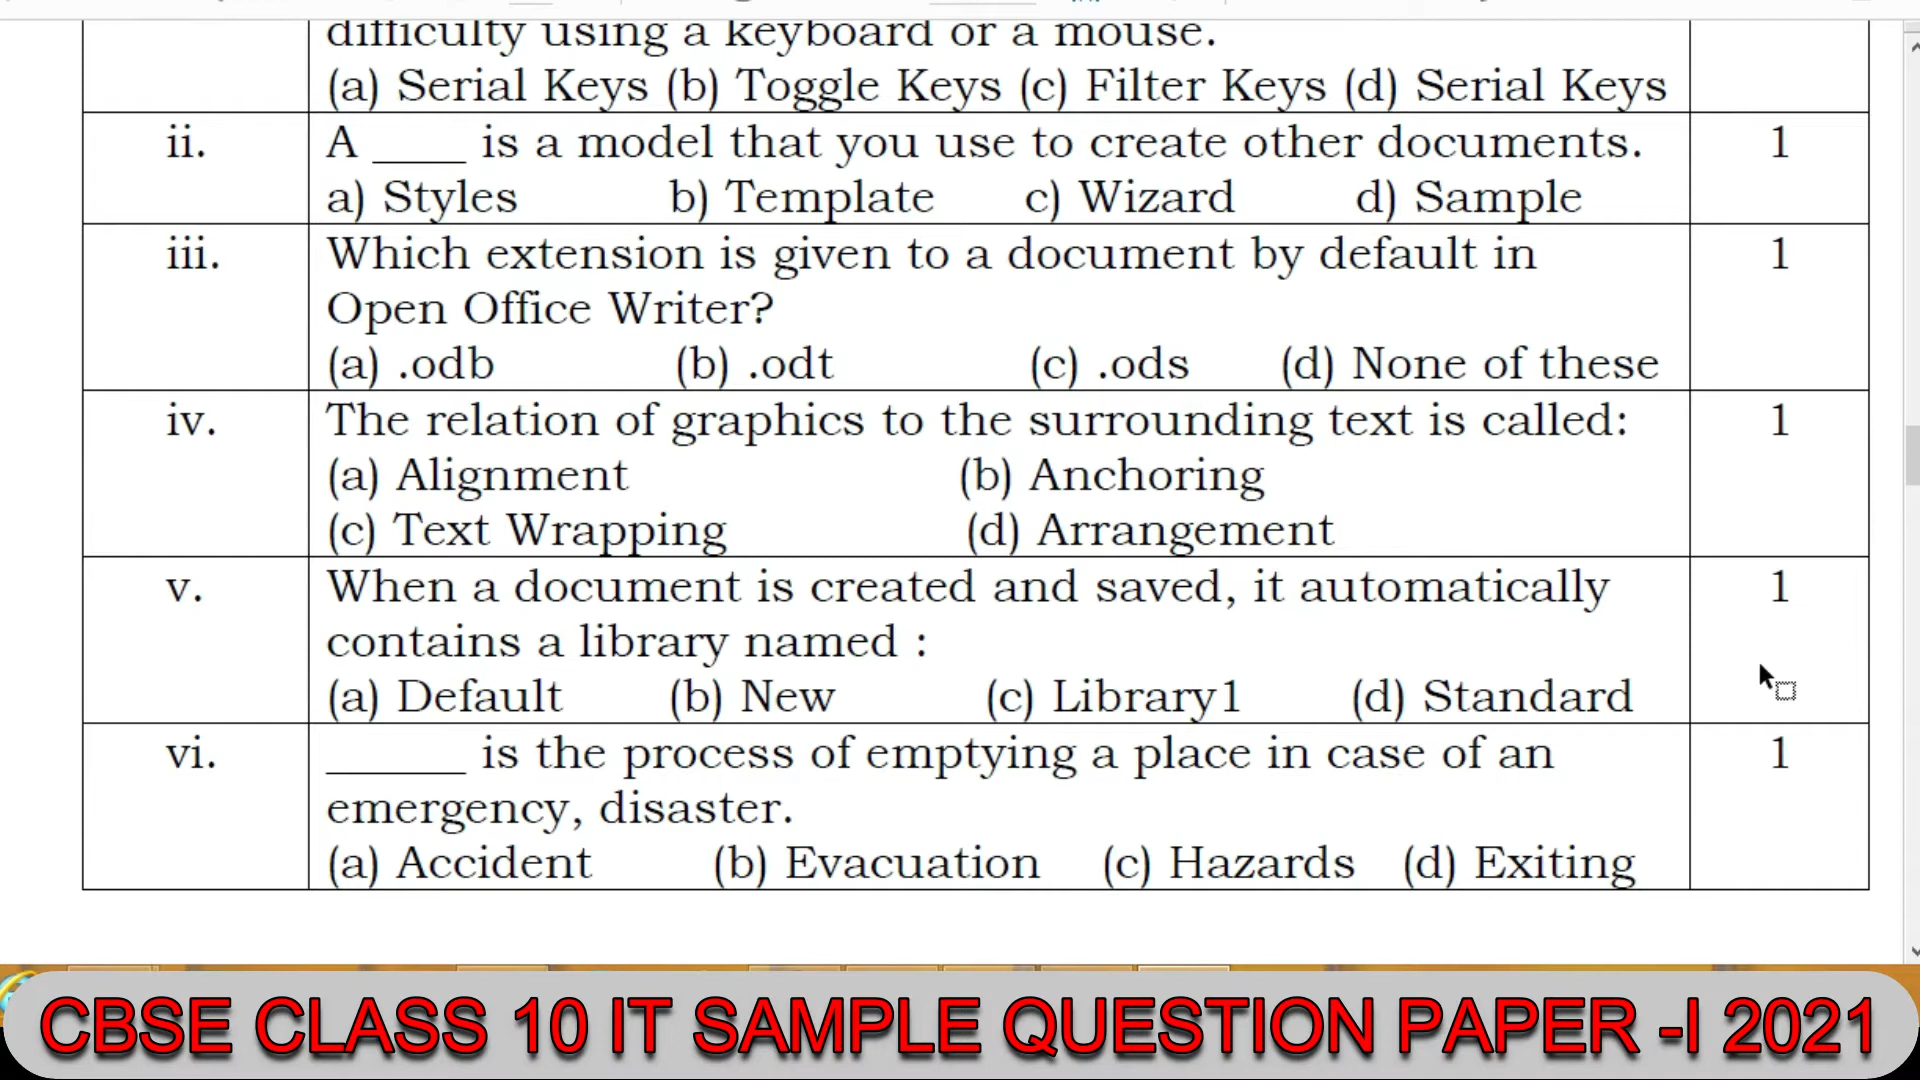 difficulty using a keyboard or a mouse.
(a) Serial Keys (b) Toggle Keys (c) Filter Keys (d) Serial Keys
ii. A ____ is a model that you use to create other documents. 1
a) Styles b) Template c) Wizard d) Sample
iii. Which extension is given to a document by default in 1
Open Office Writer?
(a) .odb (b) .odt (c) .ods (d) None of these
iv. The relation of graphics to the surrounding text is called: 1
(a) Alignment (b) Anchoring
(c) Text Wrapping (d) Arrangement
v. When a document is created and saved, it automatically 1
contains a library named :
(a) Default (b) New (c) Library1 (d) Standard
vi. ______ is the process of emptying a place in case of an 1
emergency, disaster.
(a) Accident (b) Evacuation (c) Hazards (d) Exiting
CBSE CLASS 10 IT SAMPLE QUESTION PAPER -I 2021